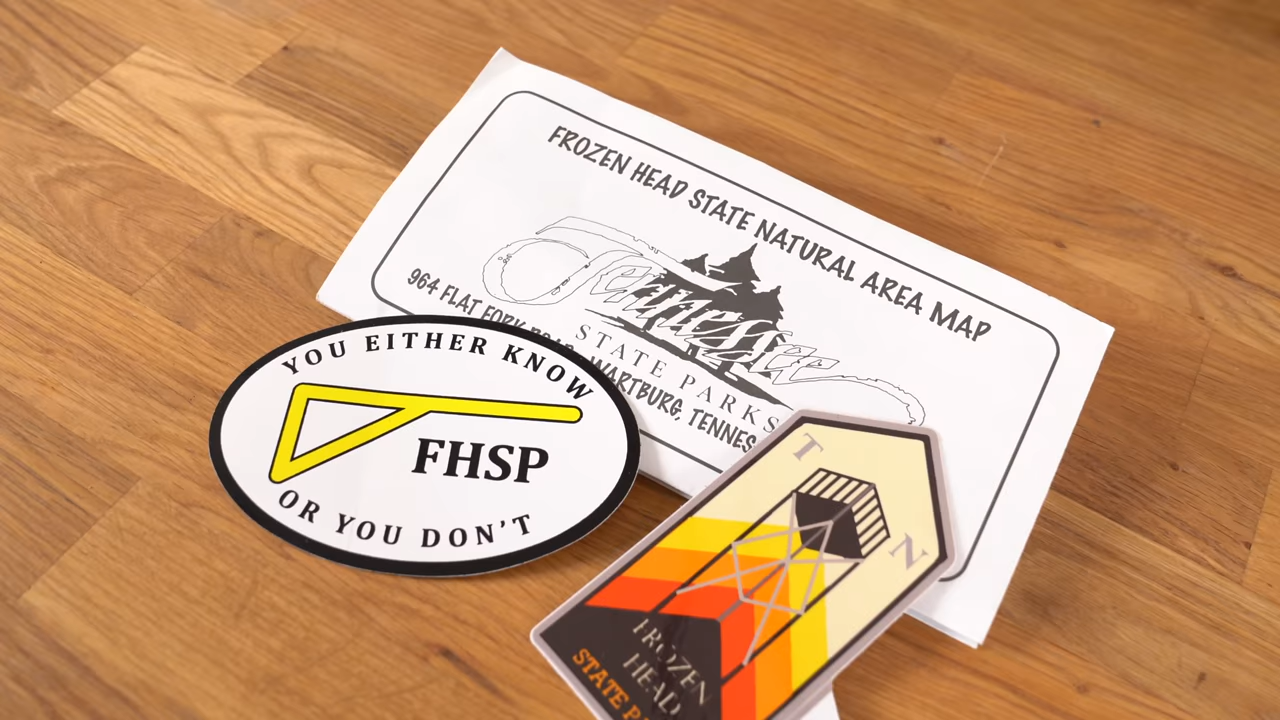 FROZEN HEAD STATE NATURAL AREA MAP
Tennessee
STATE PARKS
964 FLAT FORK ROAD, WARTBURG, TENNES
YOU EITHER KNOW
FHSP
OR YOU DON'T
T N
FROZEN
HEAD
STATE